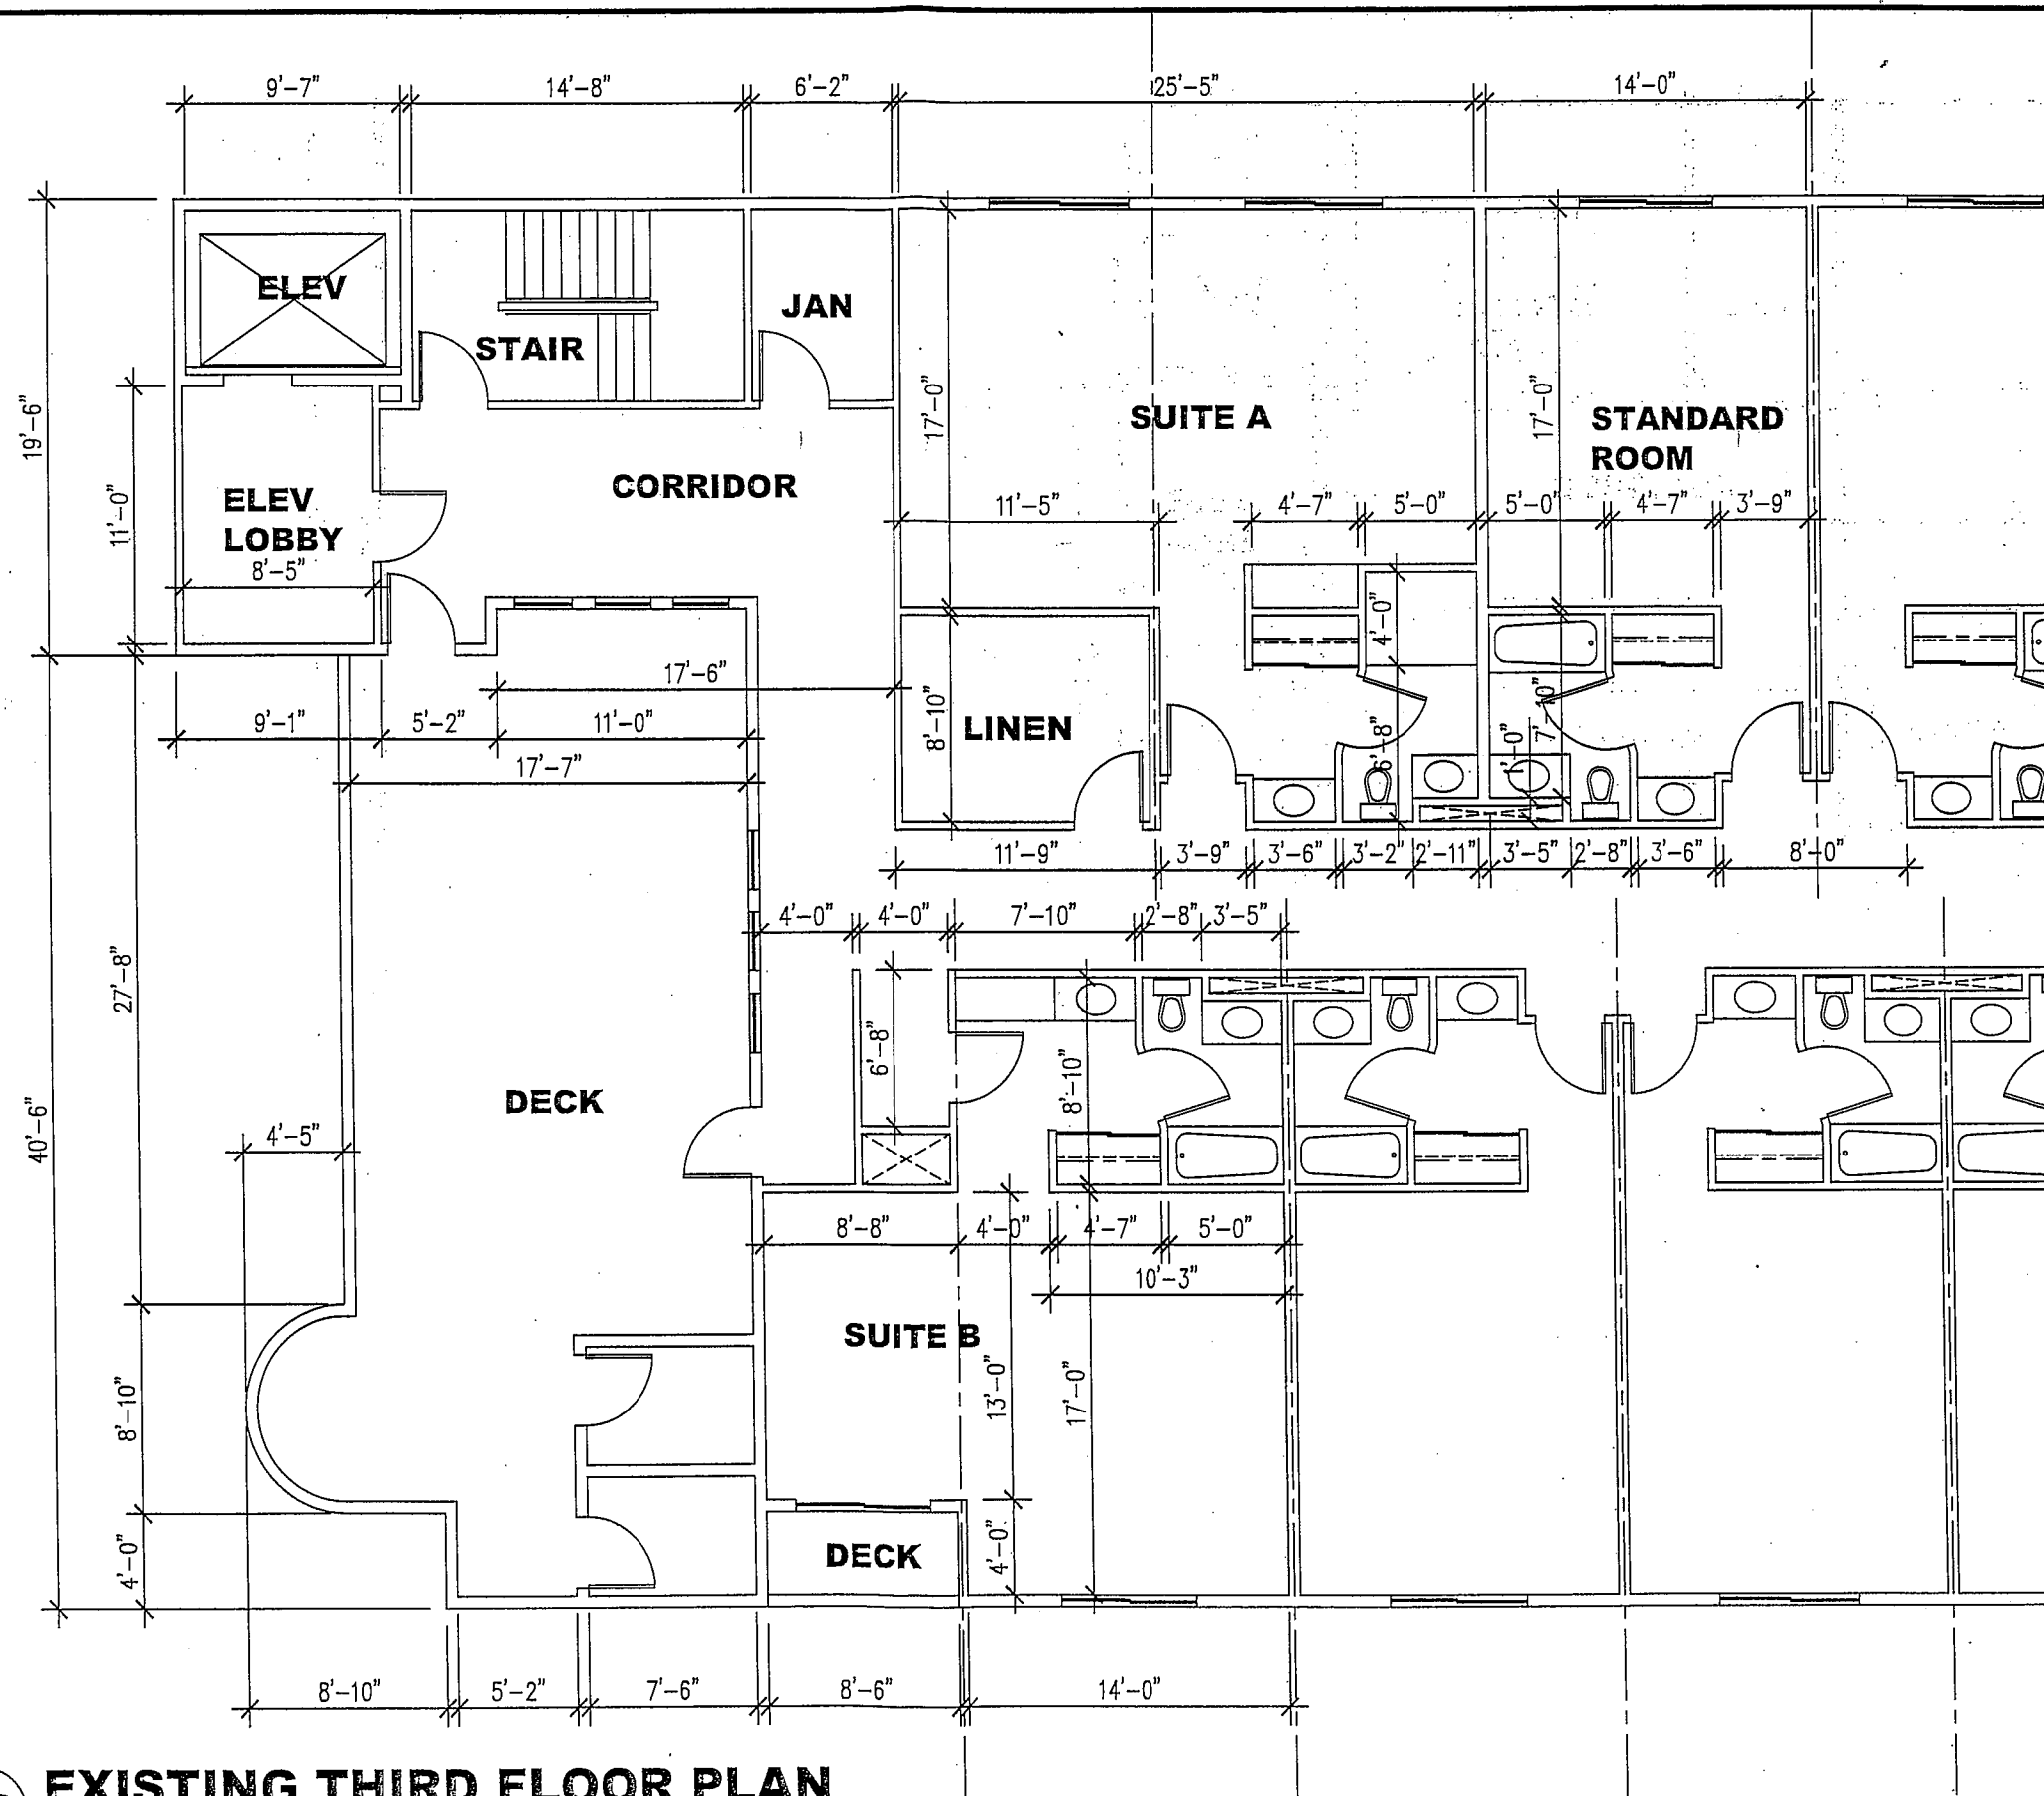 9'-7" 14'-8" 6'-2" 25'-5" 14'-0"
ELEV
JAN
STAIR
19'-6"
17'-0"
17'-0"
SUITE A
STANDARD
ROOM
CORRIDOR
ELEV
LOBBY
11'-0"
11'-5" 4'-7" 5'-0" 5'-0" 4'-7" 3'-9"
8'-5"
4'-0"
17'-6"
8'-10"
LINEN
7'-10"
6'-8"
9'-1" 5'-2" 11'-0"
17'-7"
11'-9" 3'-9" 3'-6" 3'-2" 2'-11" 3'-5" 2'-8" 3'-6" 8'-0"
4'-0" 4'-0" 7'-10" 2'-8" 3'-5"
27'-8"
6'-8"
8'-10"
DECK
40'-6"
4'-5"
8'-8" 4'-0" 4'-7" 5'-0"
10'-3"
SUITE B
13'-0"
17'-0"
8'-10"
4'-0"
DECK
4'-0"
8'-10" 5'-2" 7'-6" 8'-6" 14'-0"
EXISTING THIRD FLOOR PLAN